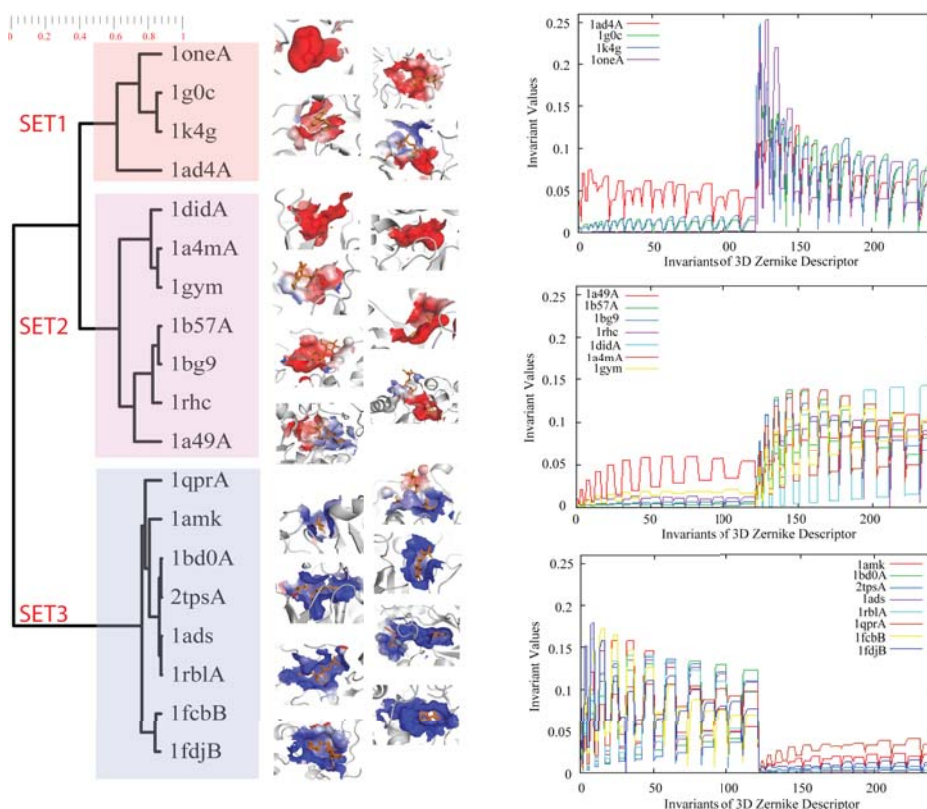 0 0.2 0.4 0.6 0.8 1
SET1
1oneA
1g0c
1k4g
1ad4A
SET2
1didA
1a4mA
1gym
1b57A
1bg9
1rhc
1a49A
SET3
1qprA
1amk
1bd0A
2tpsA
1ads
1rblA
1fcbB
1fdjB
Invariant Values
0.25
0.2
0.15
0.1
0.05
0
1ad4A
1g0c
1k4g
1oneA
0 50 100 150 200
Invariants of 3D Zernike Descriptor
Invariant Values
0.25
0.2
0.15
0.1
0.05
0
1a49A
1b57A
1bg9
1rhc
1didA
1a4mA
1gym
50 100 150 200
Invariants of 3D Zernike Descriptor
Invariant Values
0.25
0.2
0.15
0.1
0.05
0
1amk
1bd0A
2tpsA
1ads
1rblA
1qprA
1fcbB
1fdjB
0 50 100 150 200
Invariants of 3D Zernike Descriptor